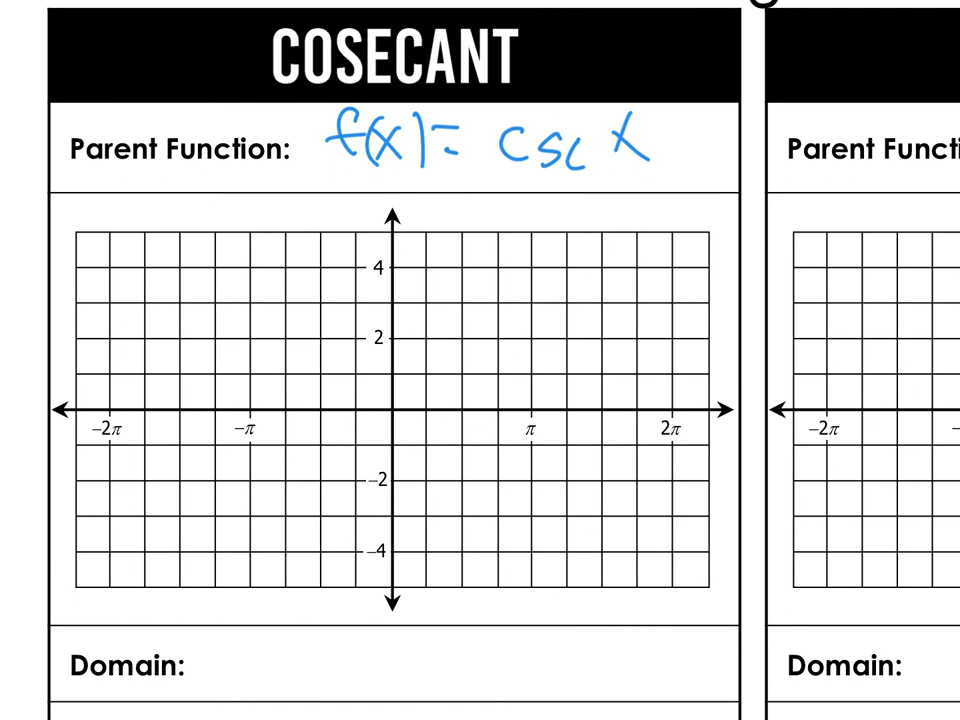 COSECANT
Parent Function: f(x) = csc x
Parent Functi
4
2
-2π -π π 2π
-2π
-2
-4
Domain:
Domain: